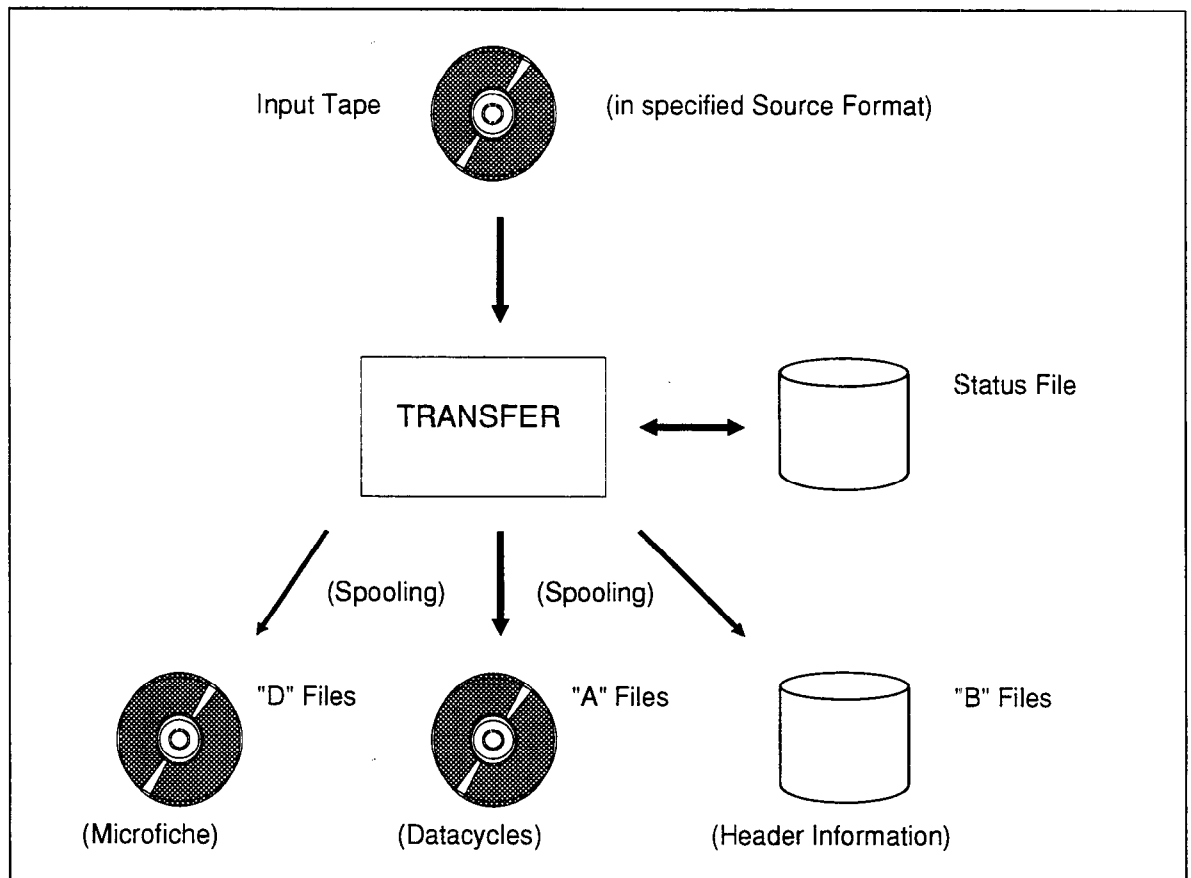 Input Tape
(in specified Source Format)
TRANSFER
Status File
(Spooling)
(Spooling)
"D" Files
"A" Files
"B" Files
(Microfiche)
(Datacycles)
(Header Information)